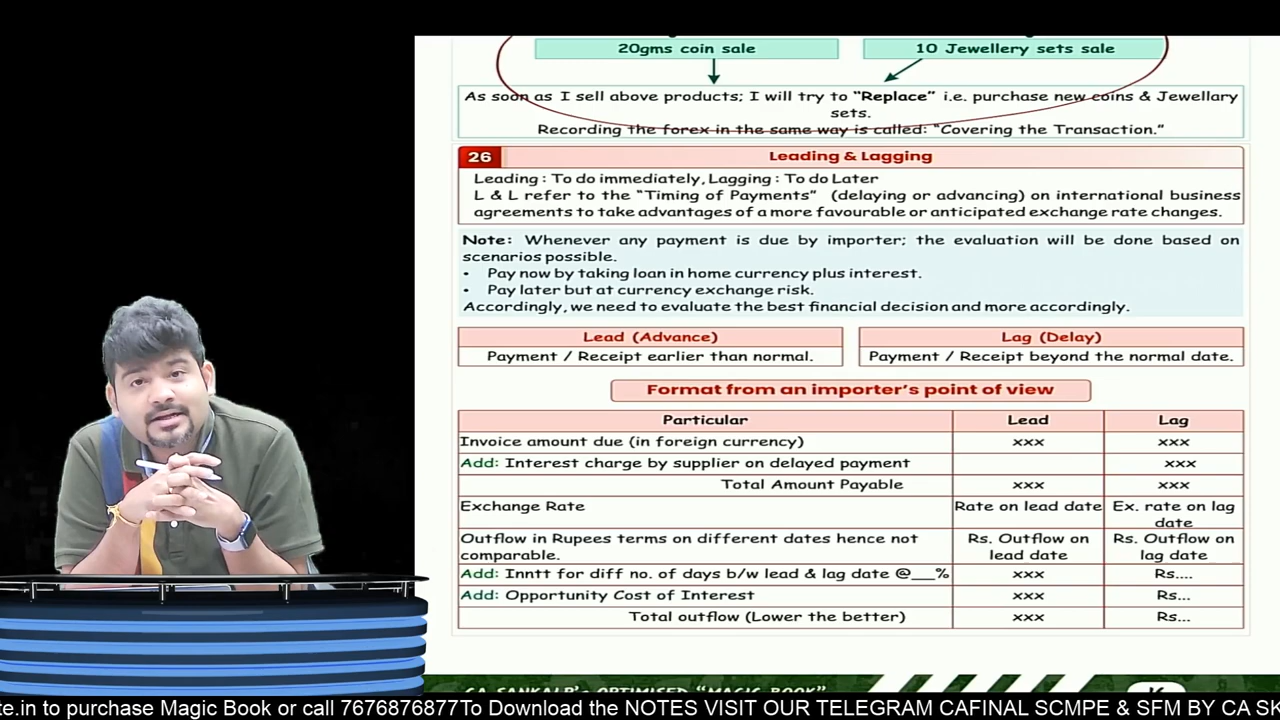 20gms coin sale
10 Jewellery sets sale
As soon as I sell above products; I will try to “Replace” i.e. purchase new coins & Jewellery
sets.
Recording the forex in the same way is called: “Covering the Transaction.”
26 Leading & Lagging
Leading : To do immediately, Lagging : To do Later
L & L refer to the “Timing of Payments” (delaying or advancing) on international business
agreements to take advantages of a more favourable or anticipated exchange rate changes.
Note: Whenever any payment is due by importer; the evaluation will be done based on
scenarios possible.
• Pay now by taking loan in home currency plus interest.
• Pay later but at currency exchange risk.
Accordingly, we need to evaluate the best financial decision and more accordingly.
Lead (Advance)
Payment / Receipt earlier than normal.
Lag (Delay)
Payment / Receipt beyond the normal date.
Format from an importer's point of view
Particular Lead Lag
Invoice amount due (in foreign currency) xxx xxx
Add: Interest charge by supplier on delayed payment xxx
Total Amount Payable xxx xxx
Exchange Rate Rate on lead date Ex. rate on lag
date
Outflow in Rupees terms on different dates hence not Rs. Outflow on Rs. Outflow on
comparable. lead date lag date
Add: Inntt for diff no. of days b/w lead & lag date @__% xxx Rs....
Add: Opportunity Cost of Interest xxx Rs...
Total outflow (Lower the better) xxx Rs...
CA SANKALP's OPTIMISED “MAGIC BOOK”
te.in to purchase Magic Book or call 7676876877To Download the NOTES VISIT OUR TELEGRAM CAFINAL SCMPE & SFM BY CA SK